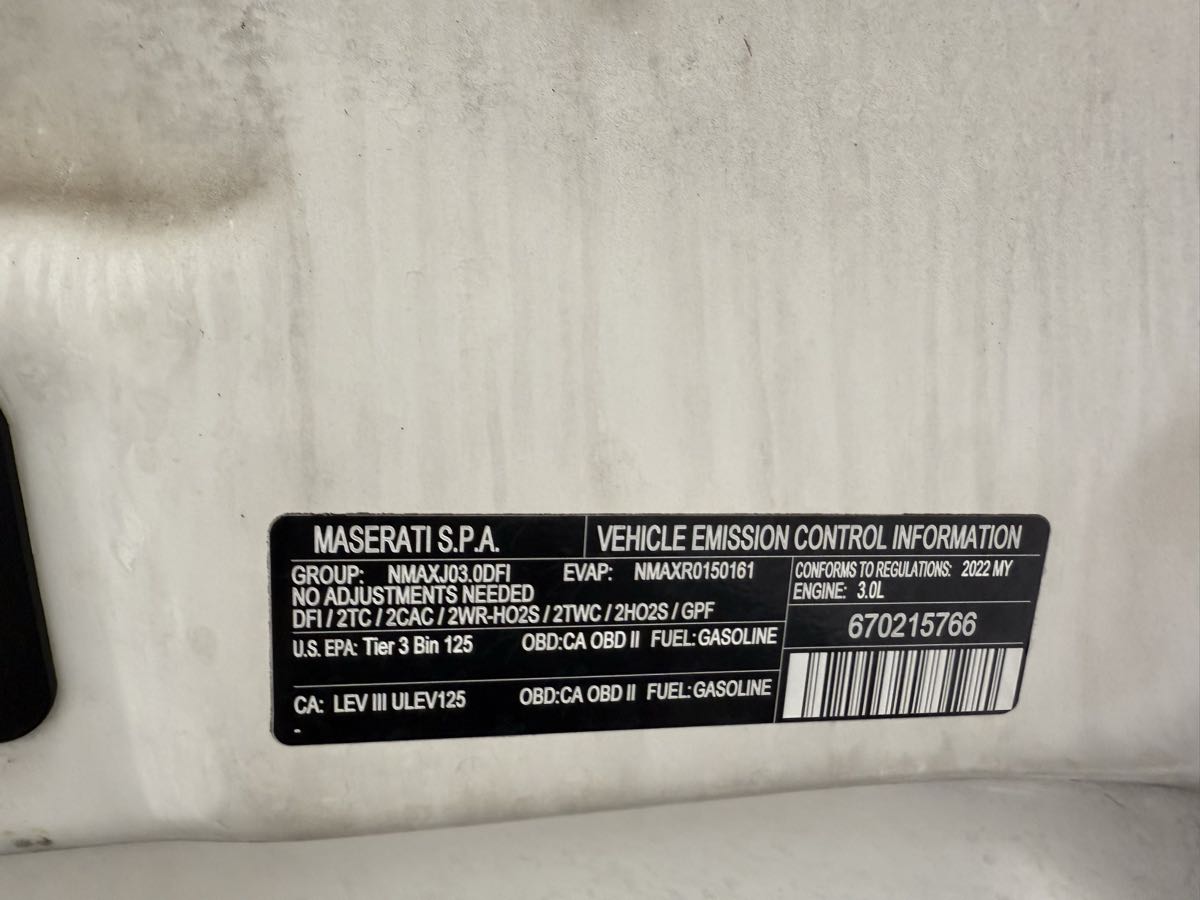 MASERATI S.P.A. VEHICLE EMISSION CONTROL INFORMATION
GROUP: NMAXJ03.0DFI EVAP: NMAXR0150161
NO ADJUSTMENTS NEEDED
DFI / 2TC / 2CAC / 2WR-HO2S / 2TWC / 2HO2S / GPF
U.S. EPA: Tier 3 Bin 125 OBD:CA OBD II FUEL:GASOLINE
CA: LEV III ULEV125 OBD:CA OBD II FUEL:GASOLINE
CONFORMS TO REGULATIONS: 2022 MY
ENGINE: 3.0L
670215766